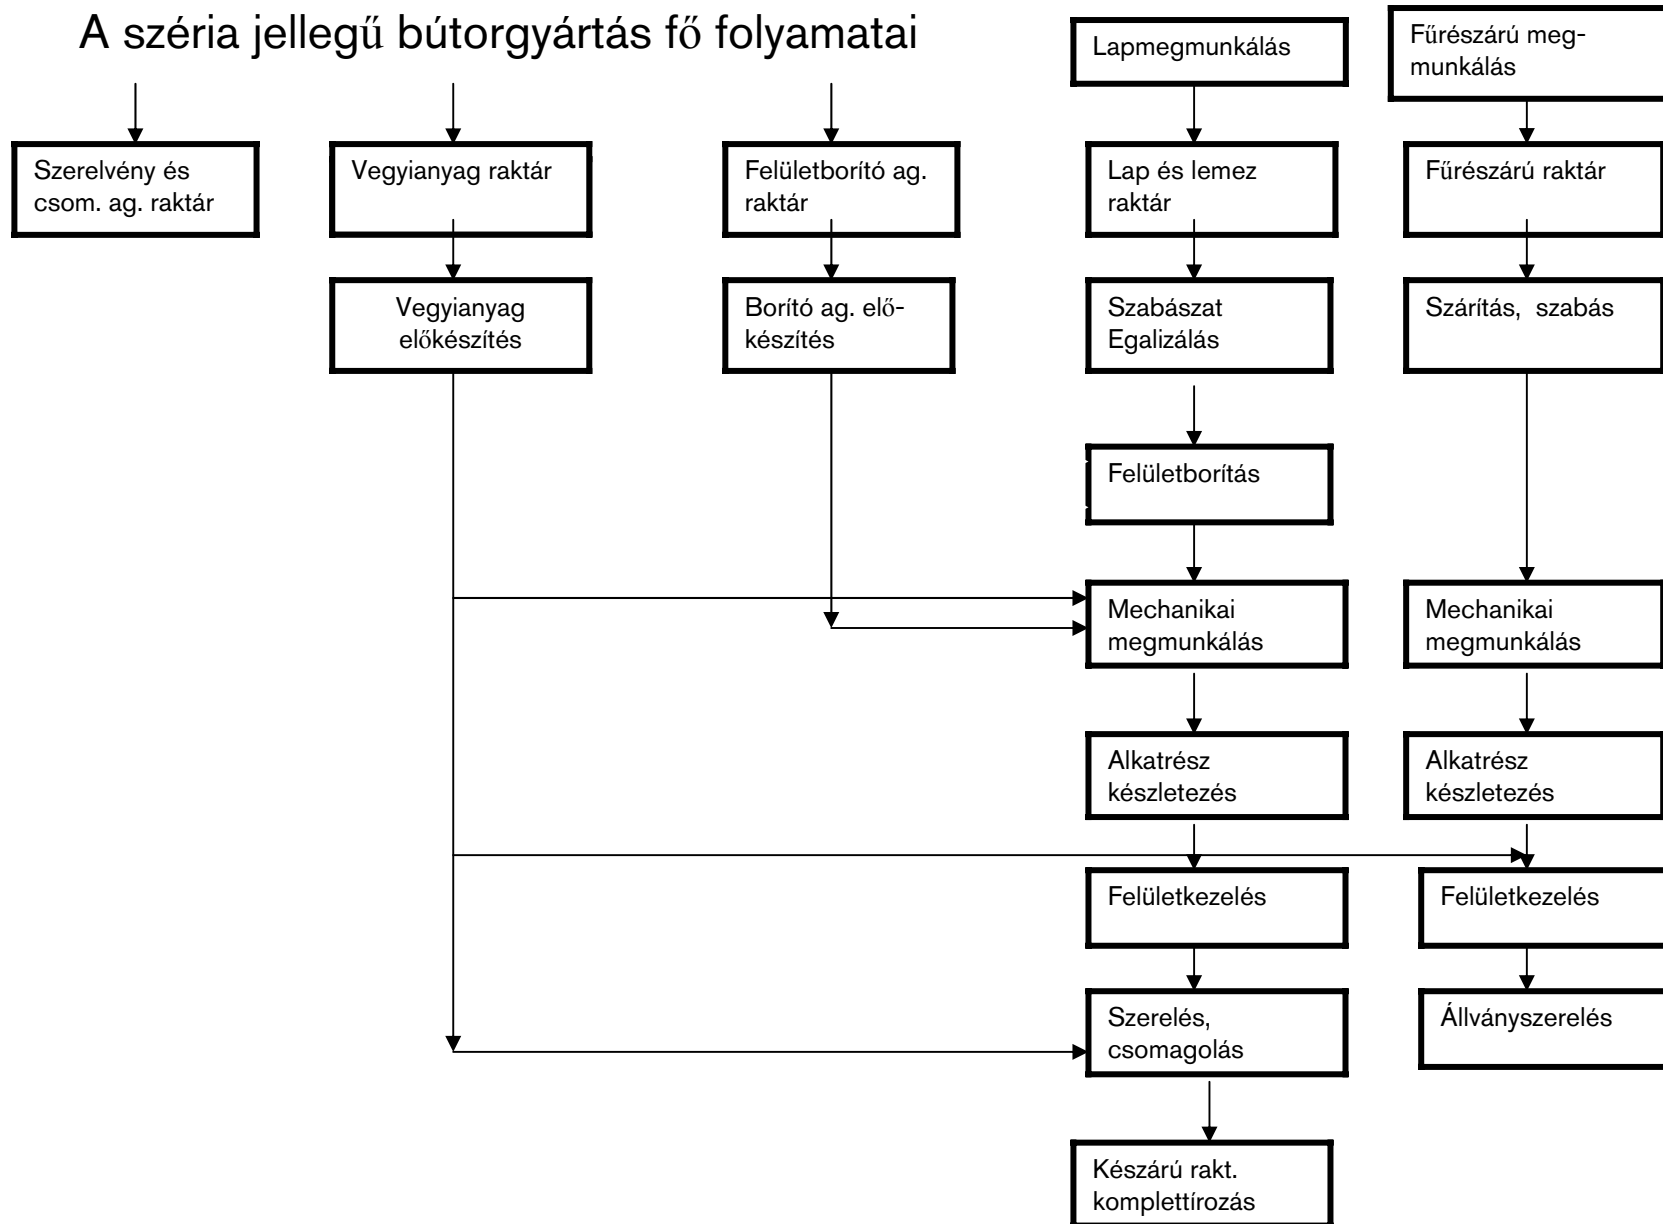 A széria jellegű bútorgyártás fő folyamatai
Lapmegmunkálás
Fűrészárú meg-
munkálás
Szerelvény és
csom. ag. raktár
Vegyianyag raktár
Felületborító ag.
raktár
Lap és lemez
raktár
Fűrészárú raktár
Vegyianyag
előkészítés
Borító ag. elő-
készítés
Szabászat
Egalizálás
Szárítás, szabás
Felületborítás
Mechanikai
megmunkálás
Mechanikai
megmunkálás
Alkatrész
készletezés
Alkatrész
készletezés
Felületkezelés
Felületkezelés
Szerelés,
csomagolás
Állványszerelés
Készárú rakt.
komplettírozás